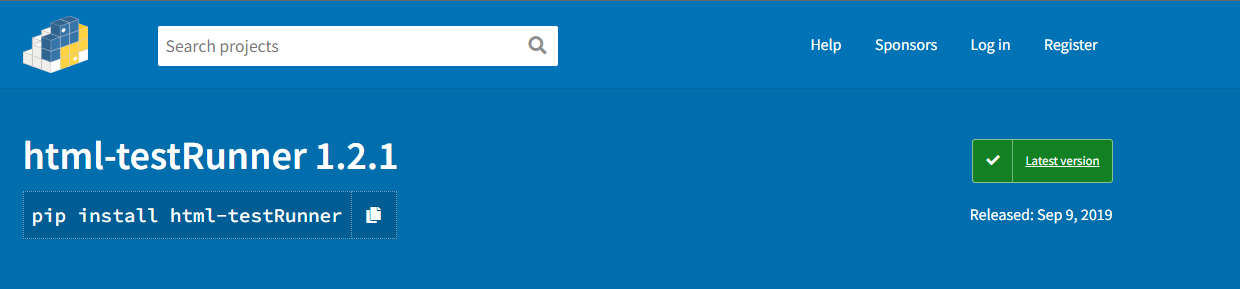 Search projects
Help Sponsors Log in Register
html-testRunner 1.2.1
Latest version
pip install html-testRunner
Released: Sep 9, 2019